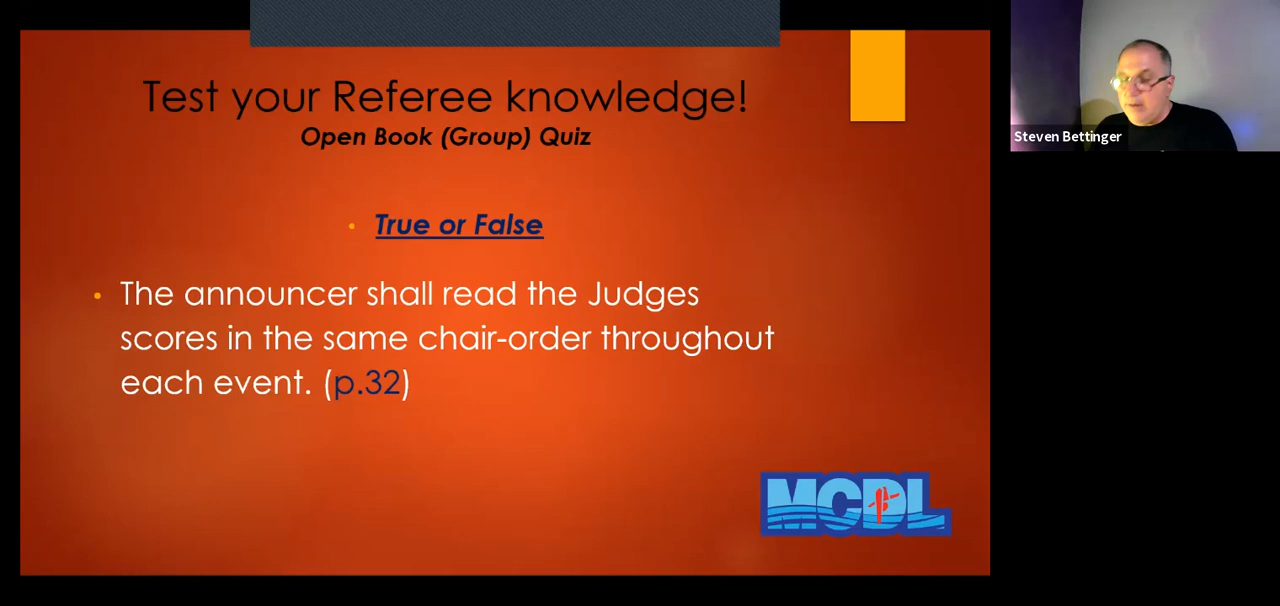 Test your Referee knowledge!
Open Book (Group) Quiz
• True or False
• The announcer shall read the Judges
scores in the same chair-order throughout
each event. (p.32)
MCDL
Steven Bettinger